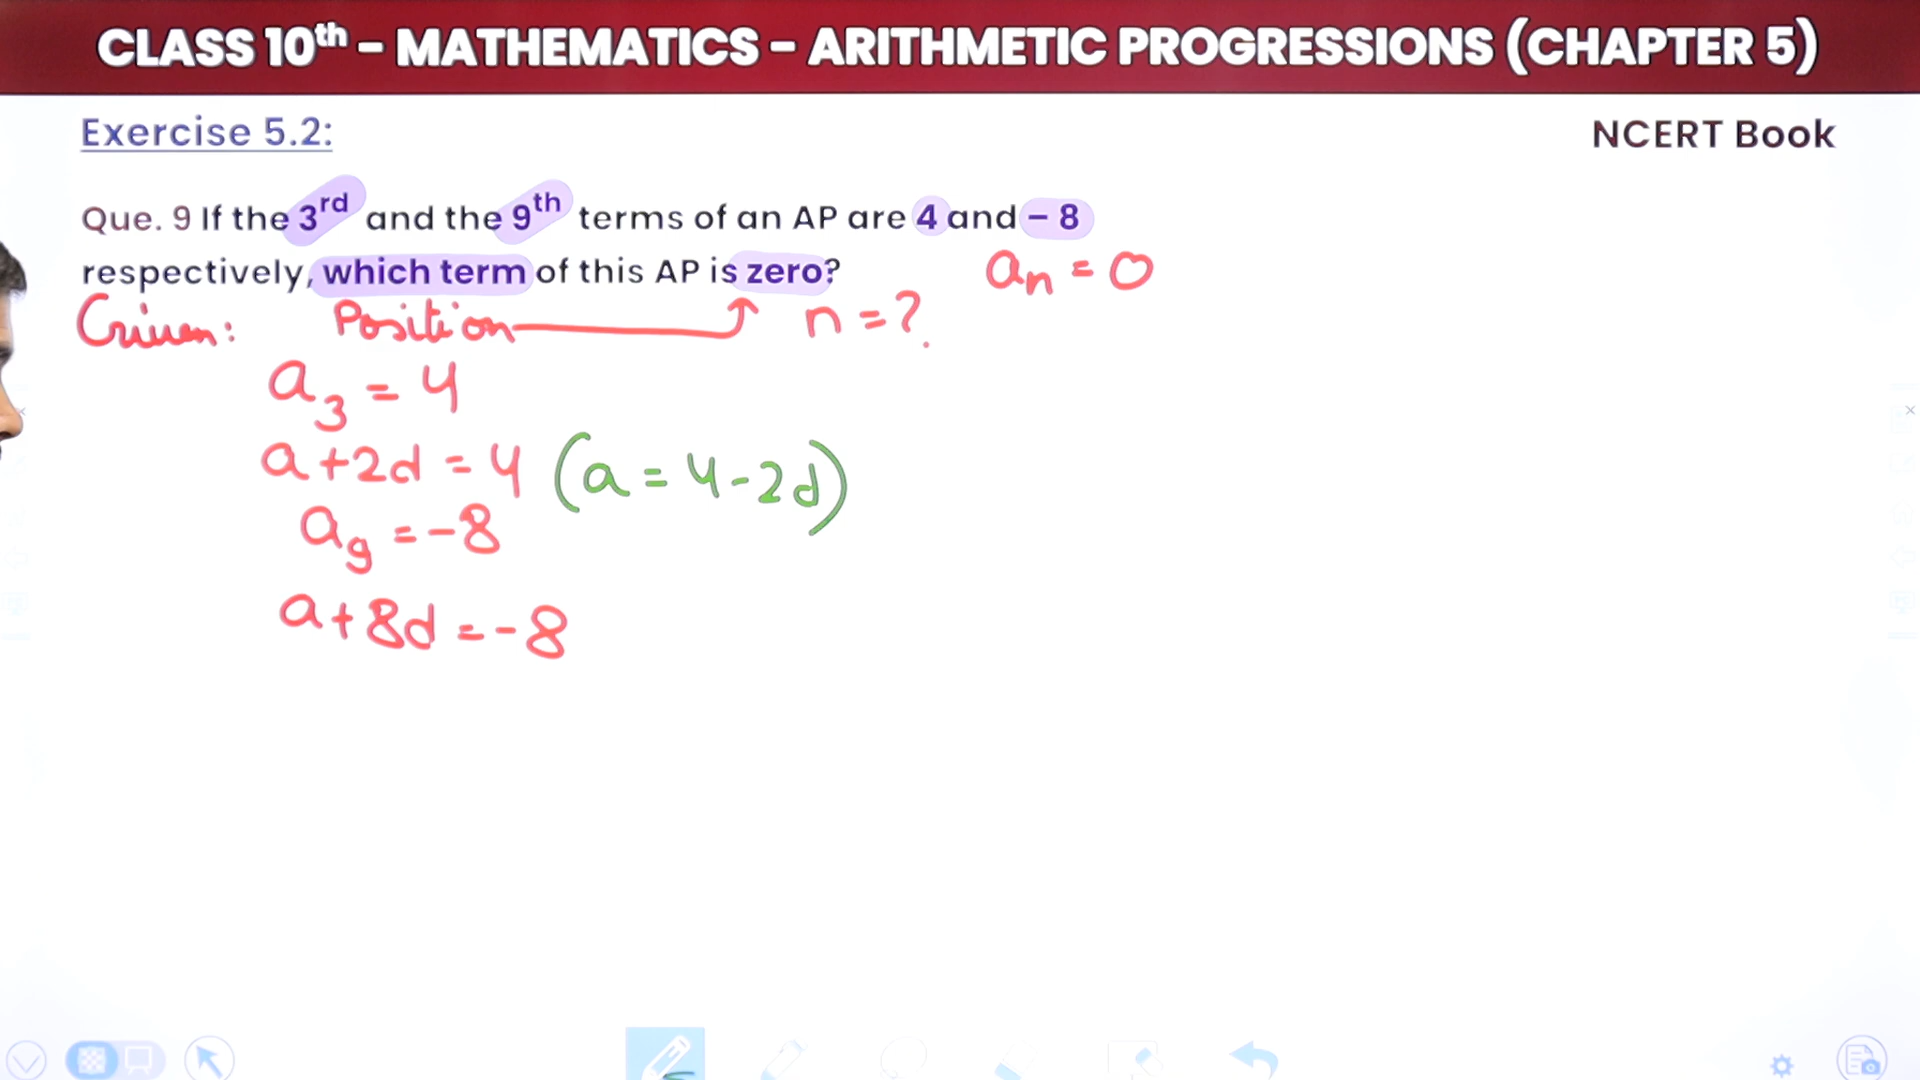 CLASS 10th – MATHEMATICS – ARITHMETIC PROGRESSIONS (CHAPTER 5)
Exercise 5.2:
NCERT Book
Que. 9 If the 3rd and the 9th terms of an AP are 4 and – 8
respectively, which term of this AP is zero?
an = 0
Given: Position n = ?
a3 = 4
a + 2d = 4 (a = 4 - 2d)
a9 = -8
a + 8d = -8